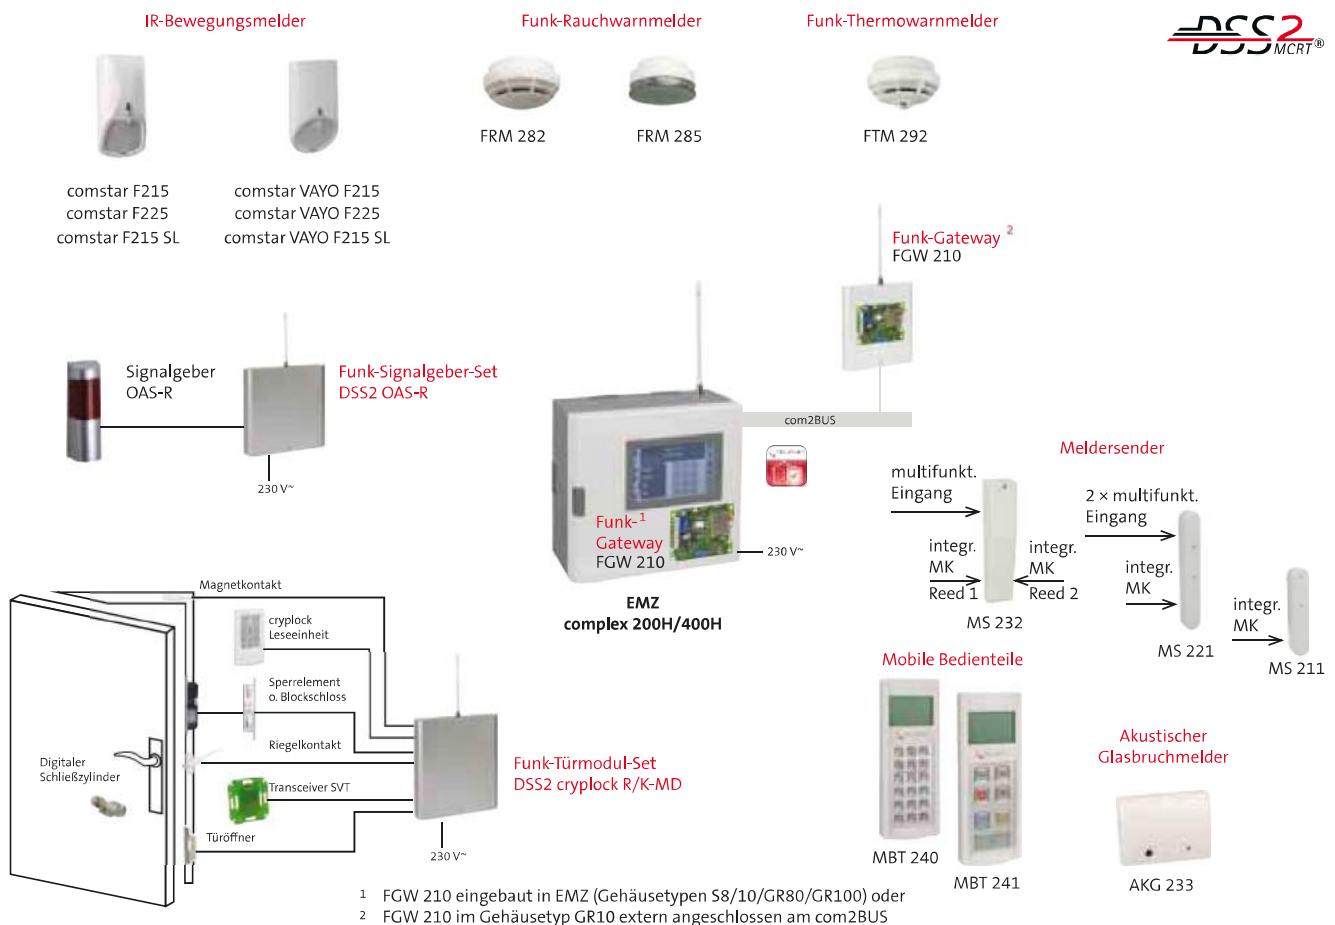 IR-Bewegungsmelder
Funk-Rauchwarnmelder
Funk-Thermowarnmelder
DSS2
MCRT®
FRM 282
FRM 285
FTM 292
comstar F215
comstar F225
comstar F215 SL
comstar VAYO F215
comstar VAYO F225
comstar VAYO F215 SL
Funk-Gateway 2
FGW 210
Signalgeber
OAS-R
Funk-Signalgeber-Set
DSS2 OAS-R
230 V~
com2BUS
Funk-1
Gateway
FGW 210
230 V~
EMZ
complex 200H/400H
Meldersender
multifunkt.
Eingang
integr.
MK
Reed 1
integr.
MK
Reed 2
MS 232
2 × multifunkt.
Eingang
integr.
MK
MS 221
integr.
MK
MS 211
Magnetkontakt
cryplock
Leseeinheit
Sperrelement
o. Blockschloss
Riegelkontakt
Digitaler
Schließzylinder
Transceiver SVT
Türöffner
Funk-Türmodul-Set
DSS2 cryplock R/K-MD
230 V~
Mobile Bedienteile
MBT 240
MBT 241
Akustischer
Glasbruchmelder
AKG 233
1 FGW 210 eingebaut in EMZ (Gehäusetypen S8/10/GR80/GR100) oder
2 FGW 210 im Gehäusetyp GR10 extern angeschlossen am com2BUS